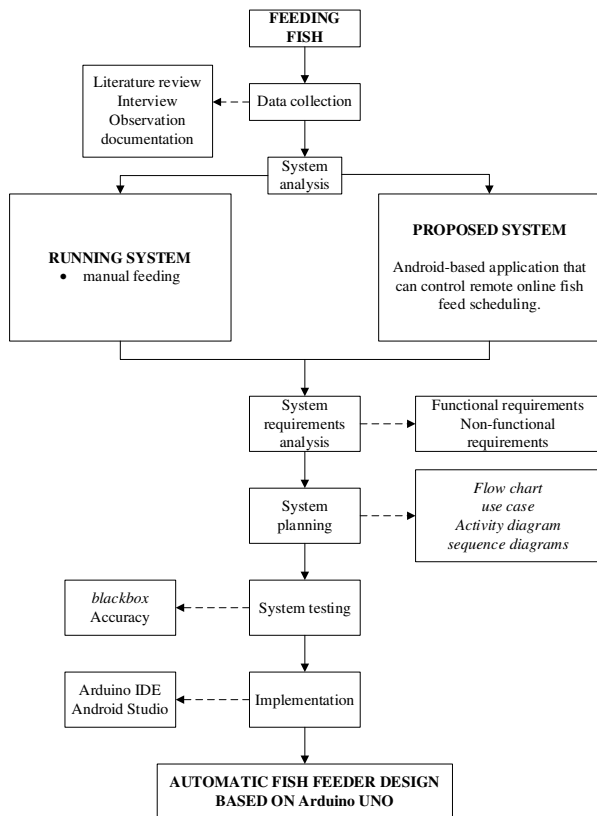 FEEDING
FISH
Literature review
Interview
Observation
documentation
Data collection
System
analysis
RUNNING SYSTEM
• manual feeding
PROPOSED SYSTEM
Android-based application that
can control remote online fish
feed scheduling.
System
requirements
analysis
Functional requirements
Non-functional
requirements
System
planning
Flow chart
use case
Activity diagram
sequence diagrams
blackbox
Accuracy
System testing
Arduino IDE
Android Studio
Implementation
AUTOMATIC FISH FEEDER DESIGN
BASED ON Arduino UNO